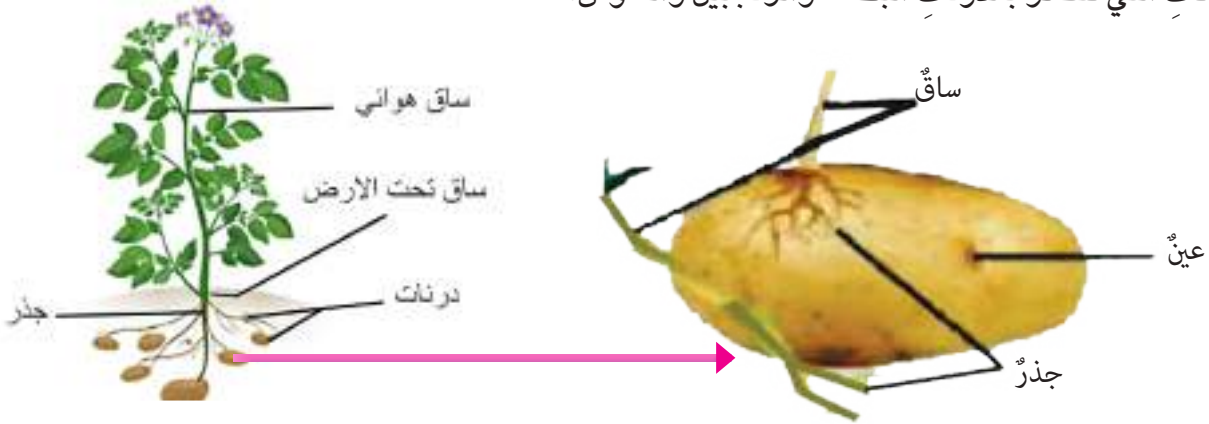 ساقٌ
ساق هوائي
ساق تحت الارض
عينٌ
درنات
جذر
جذرٌ